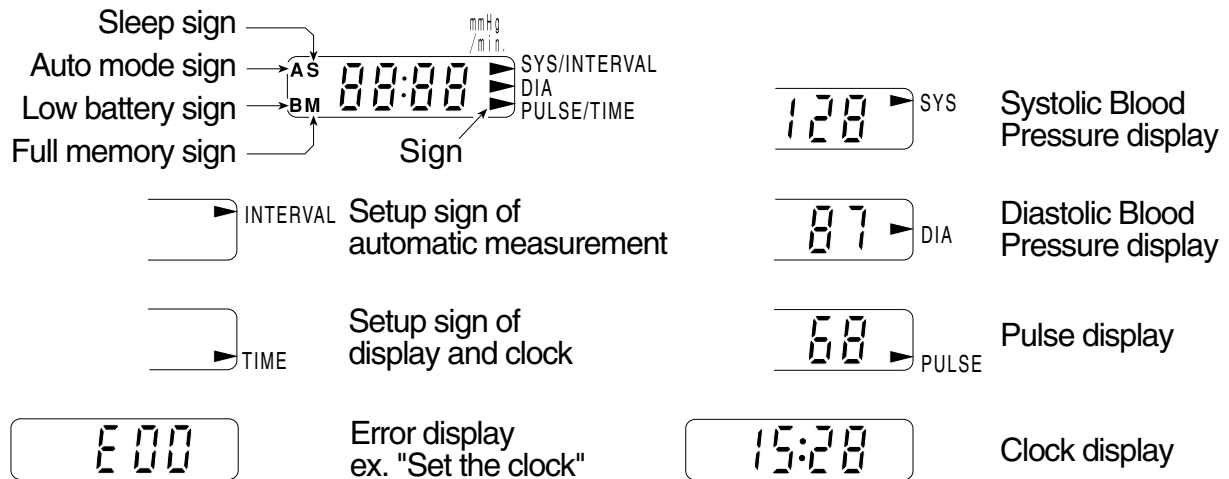 Sleep sign
Auto mode sign
Low battery sign
Full memory sign
AS
BM
88:88
mmHg
/min.
SYS/INTERVAL
DIA
PULSE/TIME
Sign
128
SYS
Systolic Blood
Pressure display
INTERVAL
Setup sign of
automatic measurement
87
DIA
Diastolic Blood
Pressure display
TIME
Setup sign of
display and clock
68
PULSE
Pulse display
E00
Error display
ex. "Set the clock"
15:28
Clock display